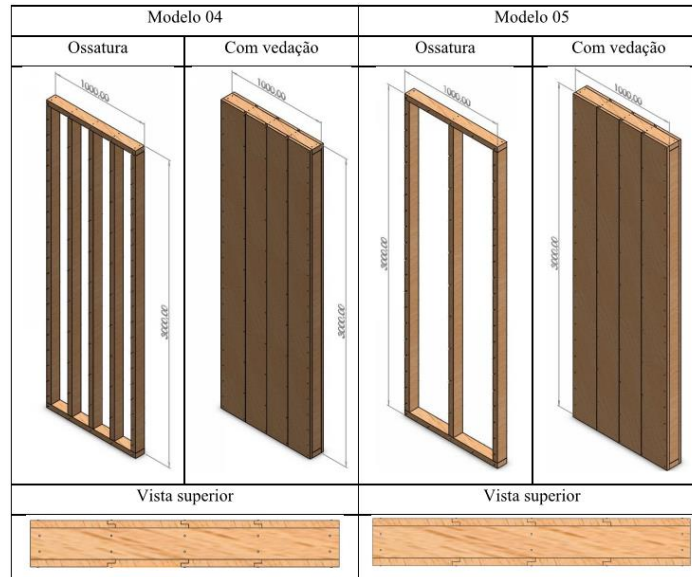 Modelo 04 Modelo 05
Ossatura Com vedação Ossatura Com vedação
1000.00 1000.00 1000.00 1000.00
3000.00 3000.00 3000.00 3000.00
Vista superior Vista superior